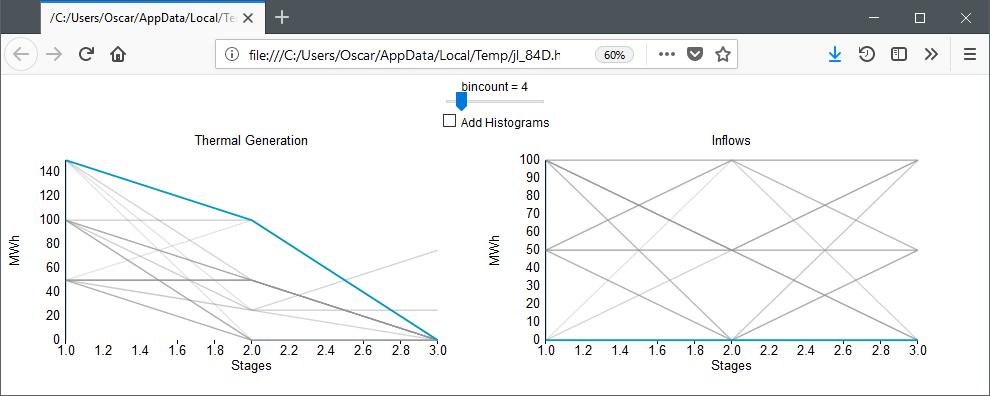 /C:/Users/Oscar/AppData/Local/Te
file:///C:/Users/Oscar/AppData/Local/Temp/jl_84D.h
60%
bincount = 4
Add Histograms
Thermal Generation
Inflows
MWh
140
120
100
80
60
40
20
0
1.0 1.2 1.4 1.6 1.8 2.0 2.2 2.4 2.6 2.8 3.0
Stages
MWh
100
90
80
70
60
50
40
30
20
10
0
1.0 1.2 1.4 1.6 1.8 2.0 2.2 2.4 2.6 2.8 3.0
Stages